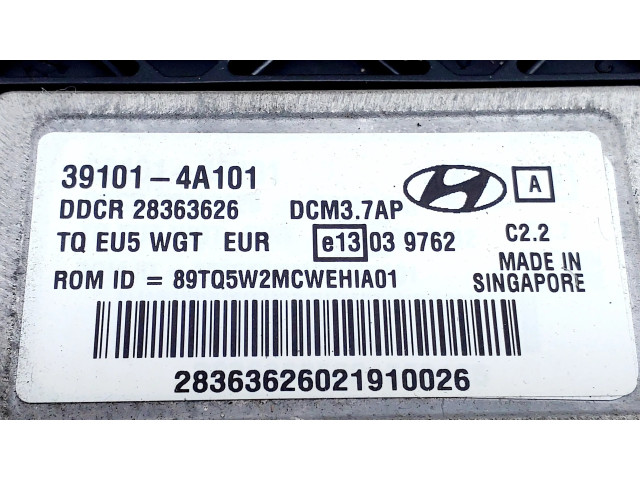 39101-4A101
A
DDCR 28363626 DCM3.7AP
TQ EU5 WGT EUR e13 03 9762 C2.2
ROM ID = 89TQ5W2MCWEHIA01 MADE IN
SINGAPORE
28363626021910026